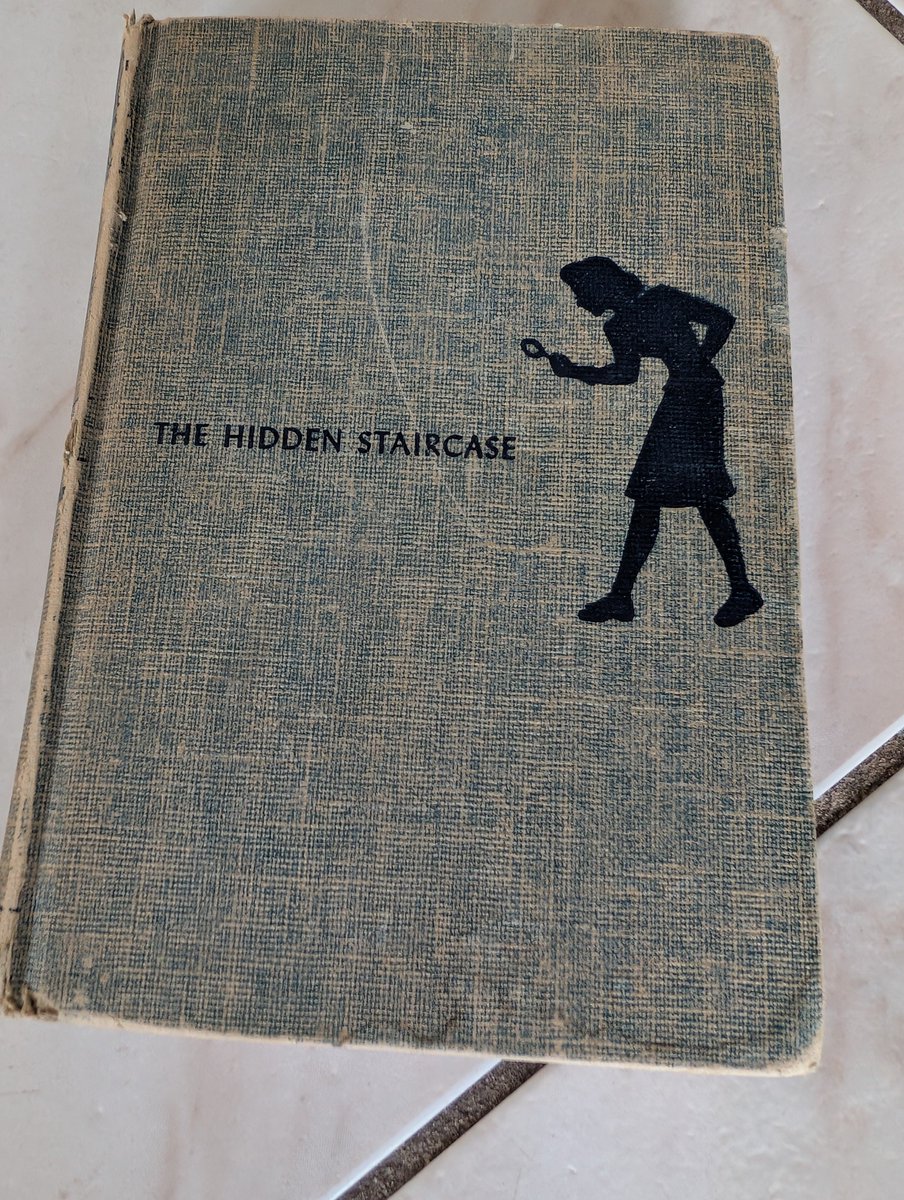 THE HIDDEN STAIRCASE